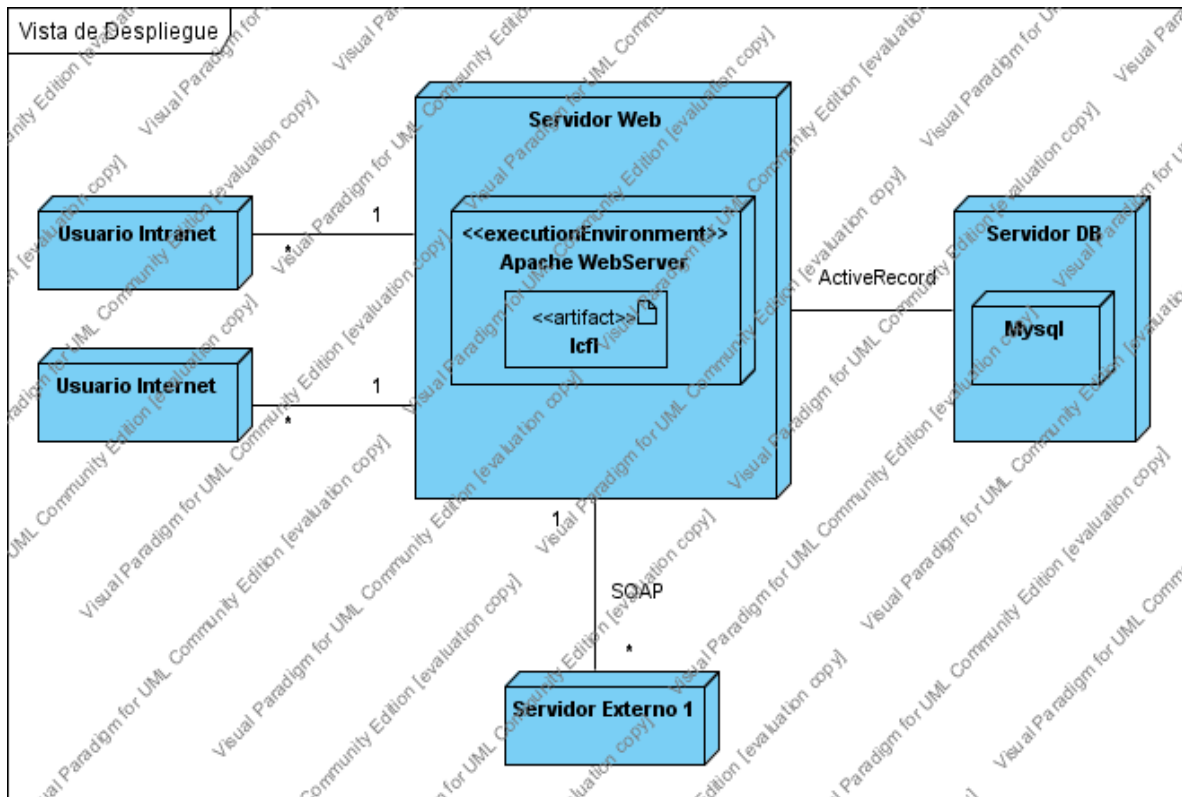 Vista de Despliegue
Servidor Web
Usuario Intranet
1
*
<<executionEnvironment>>
Apache WebServer
<<artifact>>
lcfl
Usuario Internet
1
*
ActiveRecord
Servidor DB
Mysql
1
SOAP
*
Servidor Externo 1
Visual Paradigm for UML Community Edition [evaluation copy]